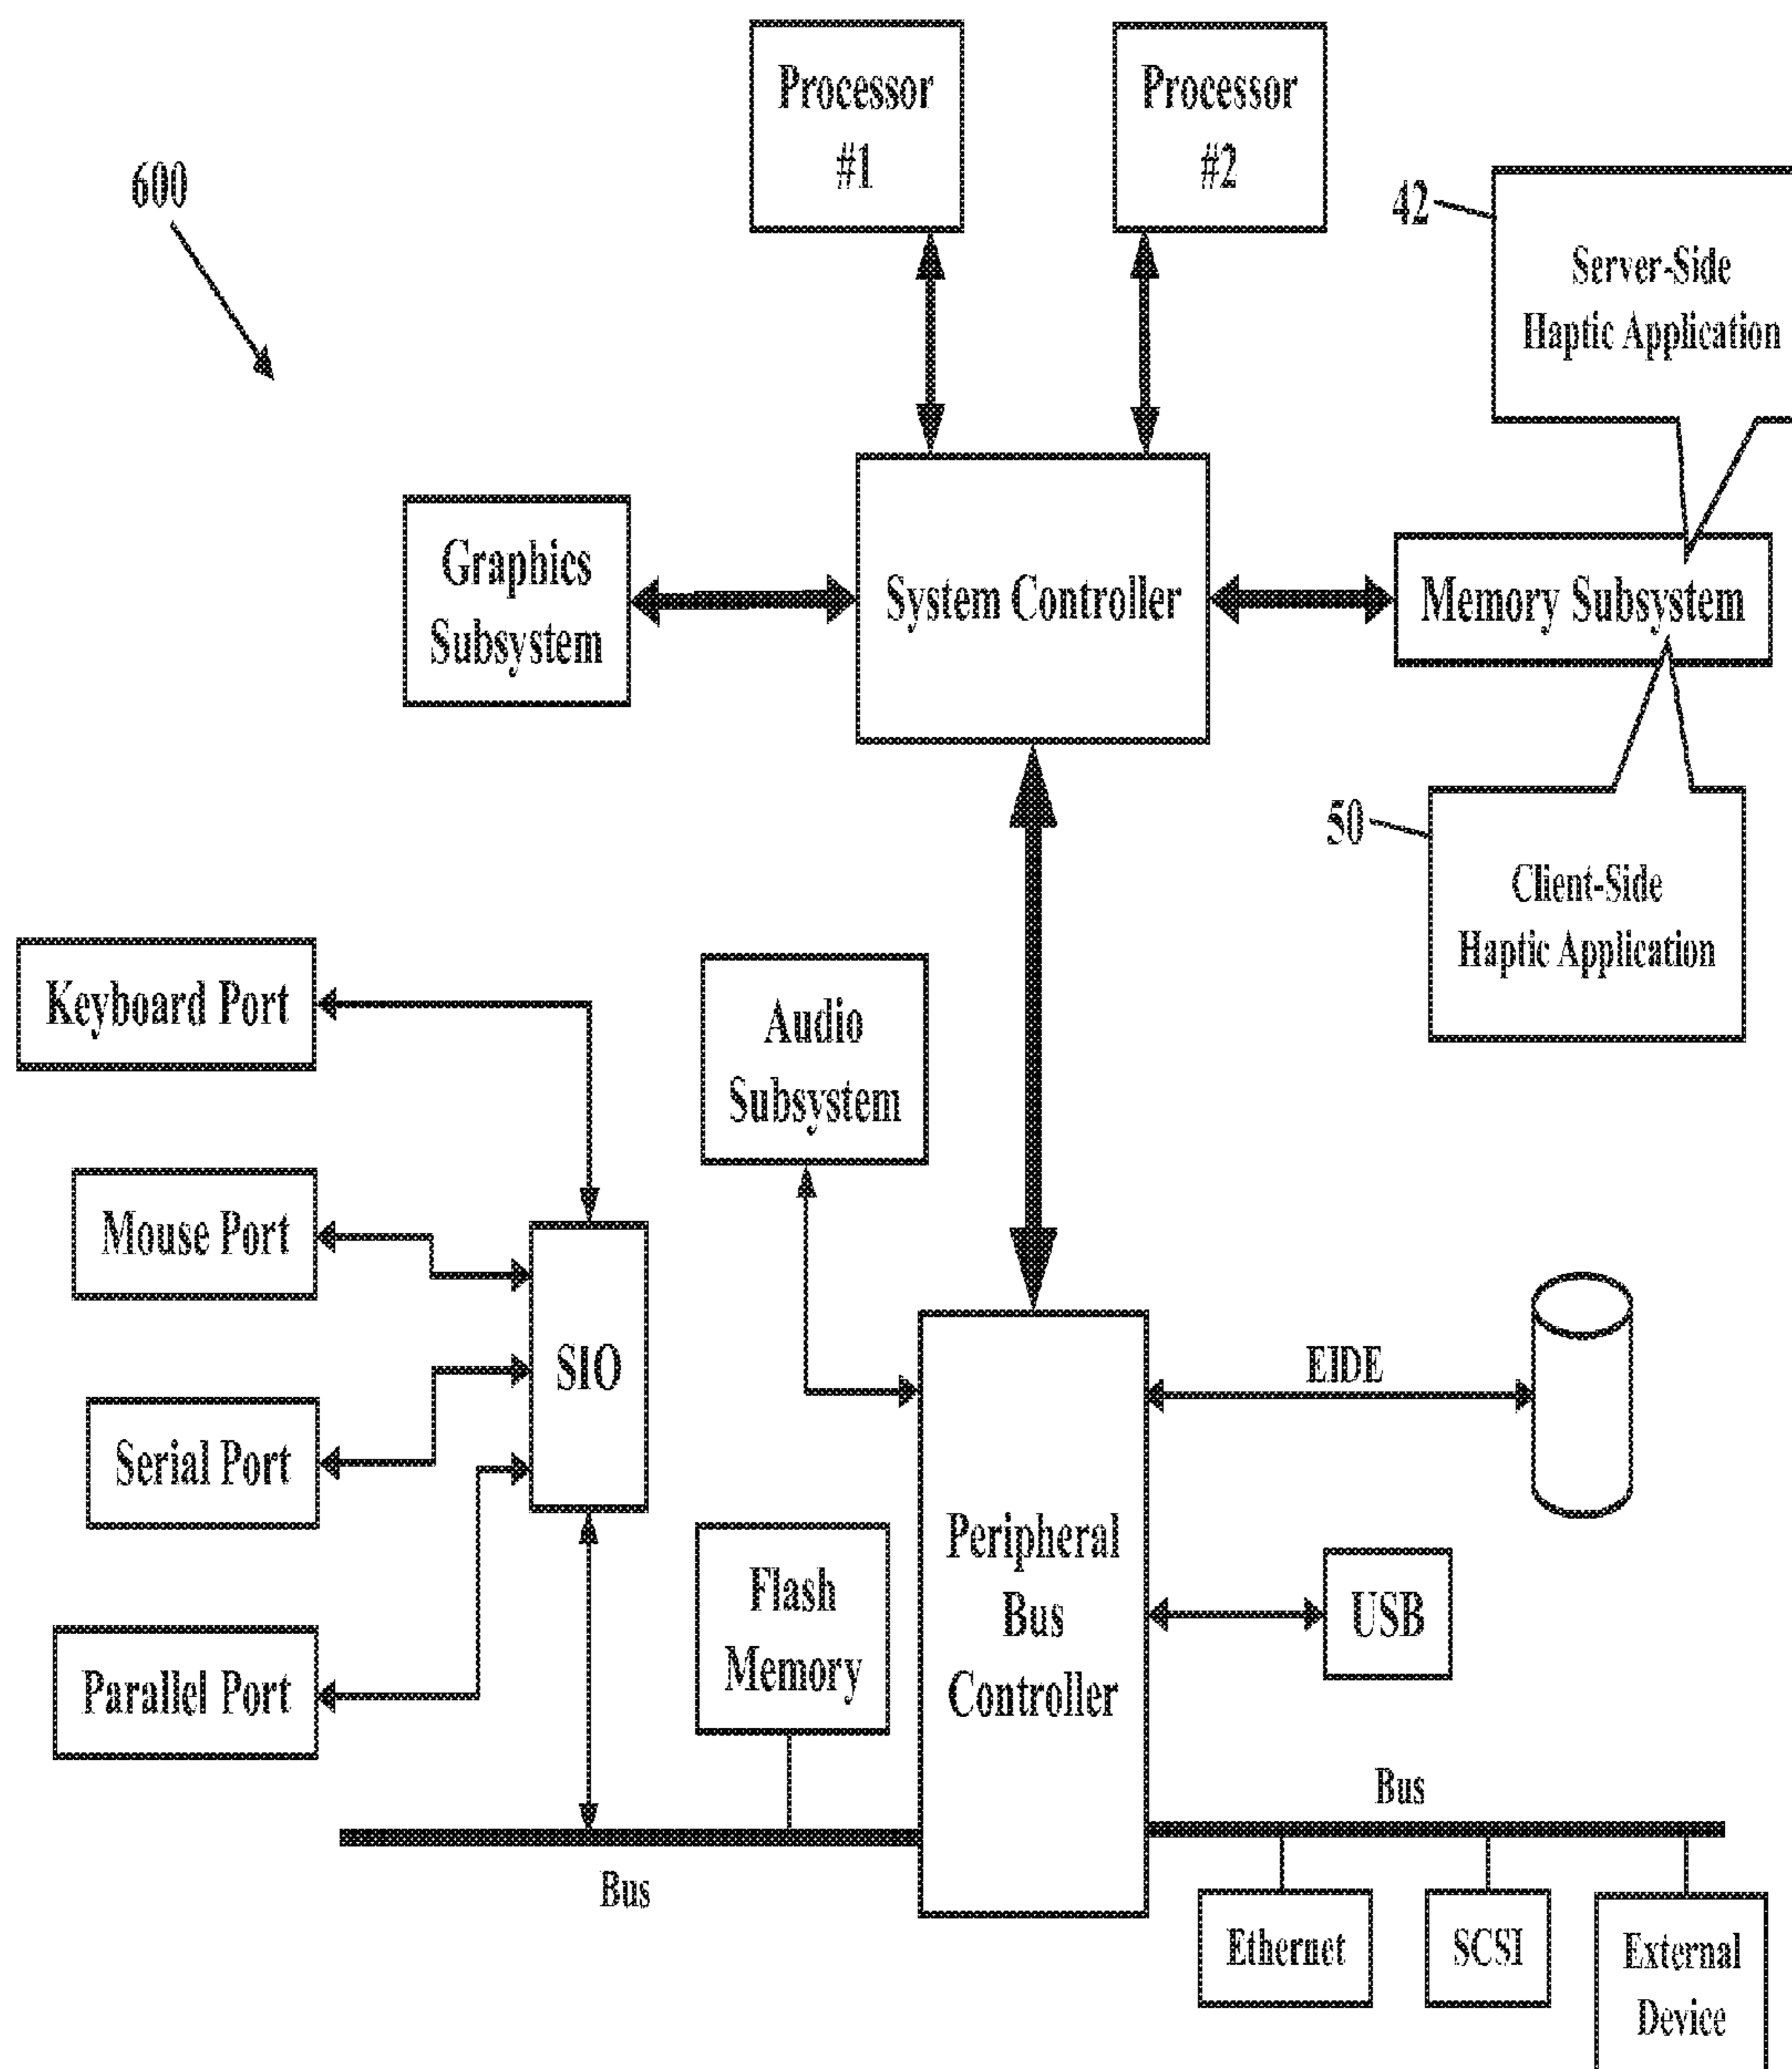 Processor
#1
Processor
#2
600
42
Server-Side
Haptic Application
Graphics
Subsystem
System Controller
Memory Subsystem
50
Client-Side
Haptic Application
Keyboard Port
Audio
Subsystem
Mouse Port
SIO
EIDE
Serial Port
Peripheral
Bus
Controller
Flash
Memory
USB
Parallel Port
Bus
Bus
Ethernet
SCSI
External
Device